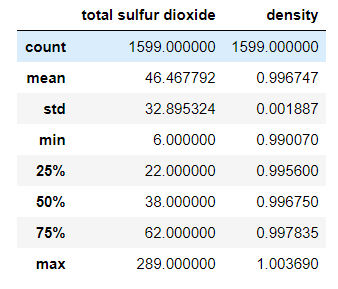 total sulfur dioxide density
count 1599.000000 1599.000000
mean 46.467792 0.996747
std 32.895324 0.001887
min 6.000000 0.990070
25% 22.000000 0.995600
50% 38.000000 0.996750
75% 62.000000 0.997835
max 289.000000 1.003690